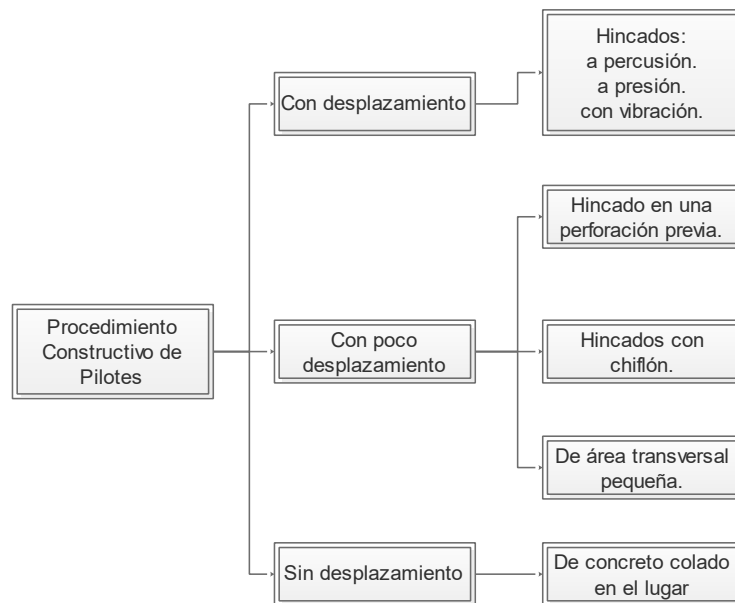 Procedimiento
Constructivo de
Pilotes
Con desplazamiento
Hincados:
a percusión.
a presión.
con vibración.
Con poco
desplazamiento
Hincado en una
perforación previa.
Hincados con
chiflón.
De área transversal
pequeña.
Sin desplazamiento
De concreto colado
en el lugar